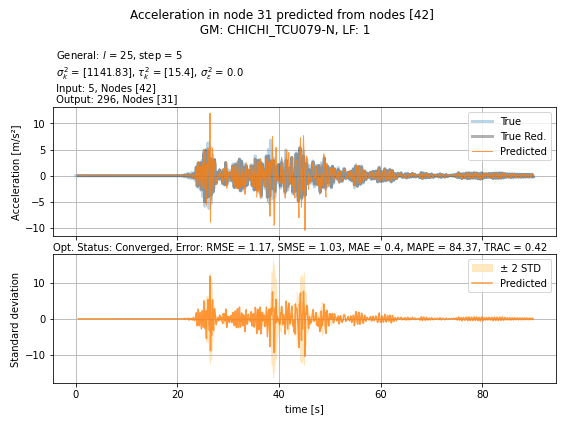 Acceleration in node 31 predicted from nodes [42]
GM: CHICHI_TCU079-N, LF: 1
General: l = 25, step = 5
σ²ₖ = [1141.83], τ²ₖ = [15.4], σ²ε = 0.0
Input: 5, Nodes [42]
Output: 296, Nodes [31]
Acceleration [m/s²]
10
5
0
−5
−10
True
True Red.
Predicted
Opt. Status: Converged, Error: RMSE = 1.17, SMSE = 1.03, MAE = 0.4, MAPE = 84.37, TRAC = 0.42
Standard deviation
10
0
−10
± 2 STD
Predicted
0 20 40 60 80
time [s]